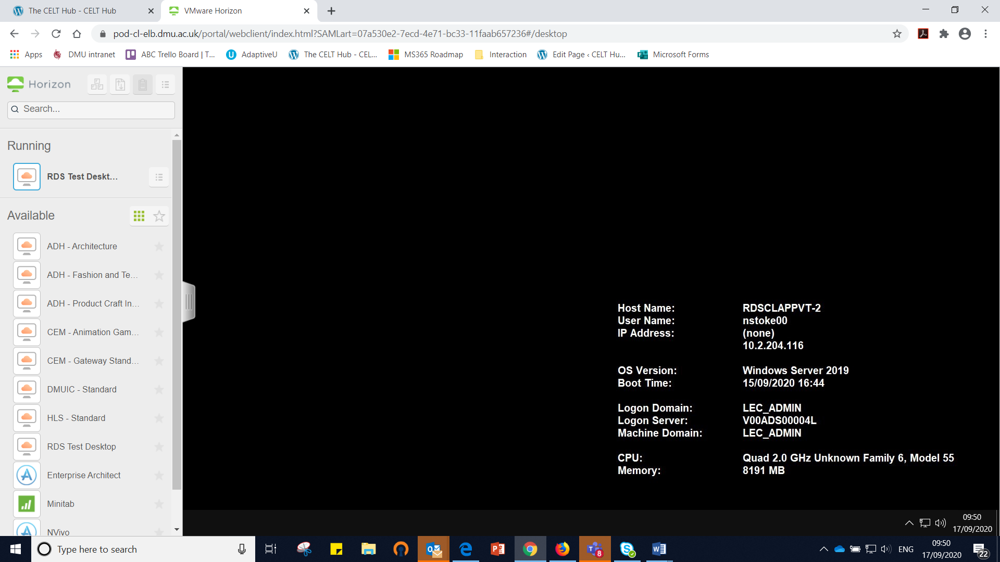 The CELT Hub - CELT Hub
VMware Horizon
pod-cl-elb.dmu.ac.uk/portal/webclient/index.html?SAMLart=07a530e2-7ecd-4e71-bc33-11faab657236#/desktop
Apps
DMU intranet
ABC Trello Board | T...
AdaptiveU
The CELT Hub - CEL...
MS365 Roadmap
Interaction
Edit Page ‹ CELT Hu...
Microsoft Forms
Horizon
Search...
Running
RDS Test Deskt...
Available
ADH - Architecture
ADH - Fashion and Te...
ADH - Product Craft In...
CEM - Animation Gam...
CEM - Gateway Stand...
DMUIC - Standard
HLS - Standard
RDS Test Desktop
Enterprise Architect
Minitab
NVivo
Host Name: RDSCLAPPVT-2
User Name: nstoke00
IP Address: (none)
10.2.204.116
OS Version: Windows Server 2019
Boot Time: 15/09/2020 16:44
Logon Domain: LEC_ADMIN
Logon Server: V00ADS00004L
Machine Domain: LEC_ADMIN
CPU: Quad 2.0 GHz Unknown Family 6, Model 55
Memory: 8191 MB
09:50
17/09/2020
Type here to search
8
ENG
09:50
17/09/2020
22